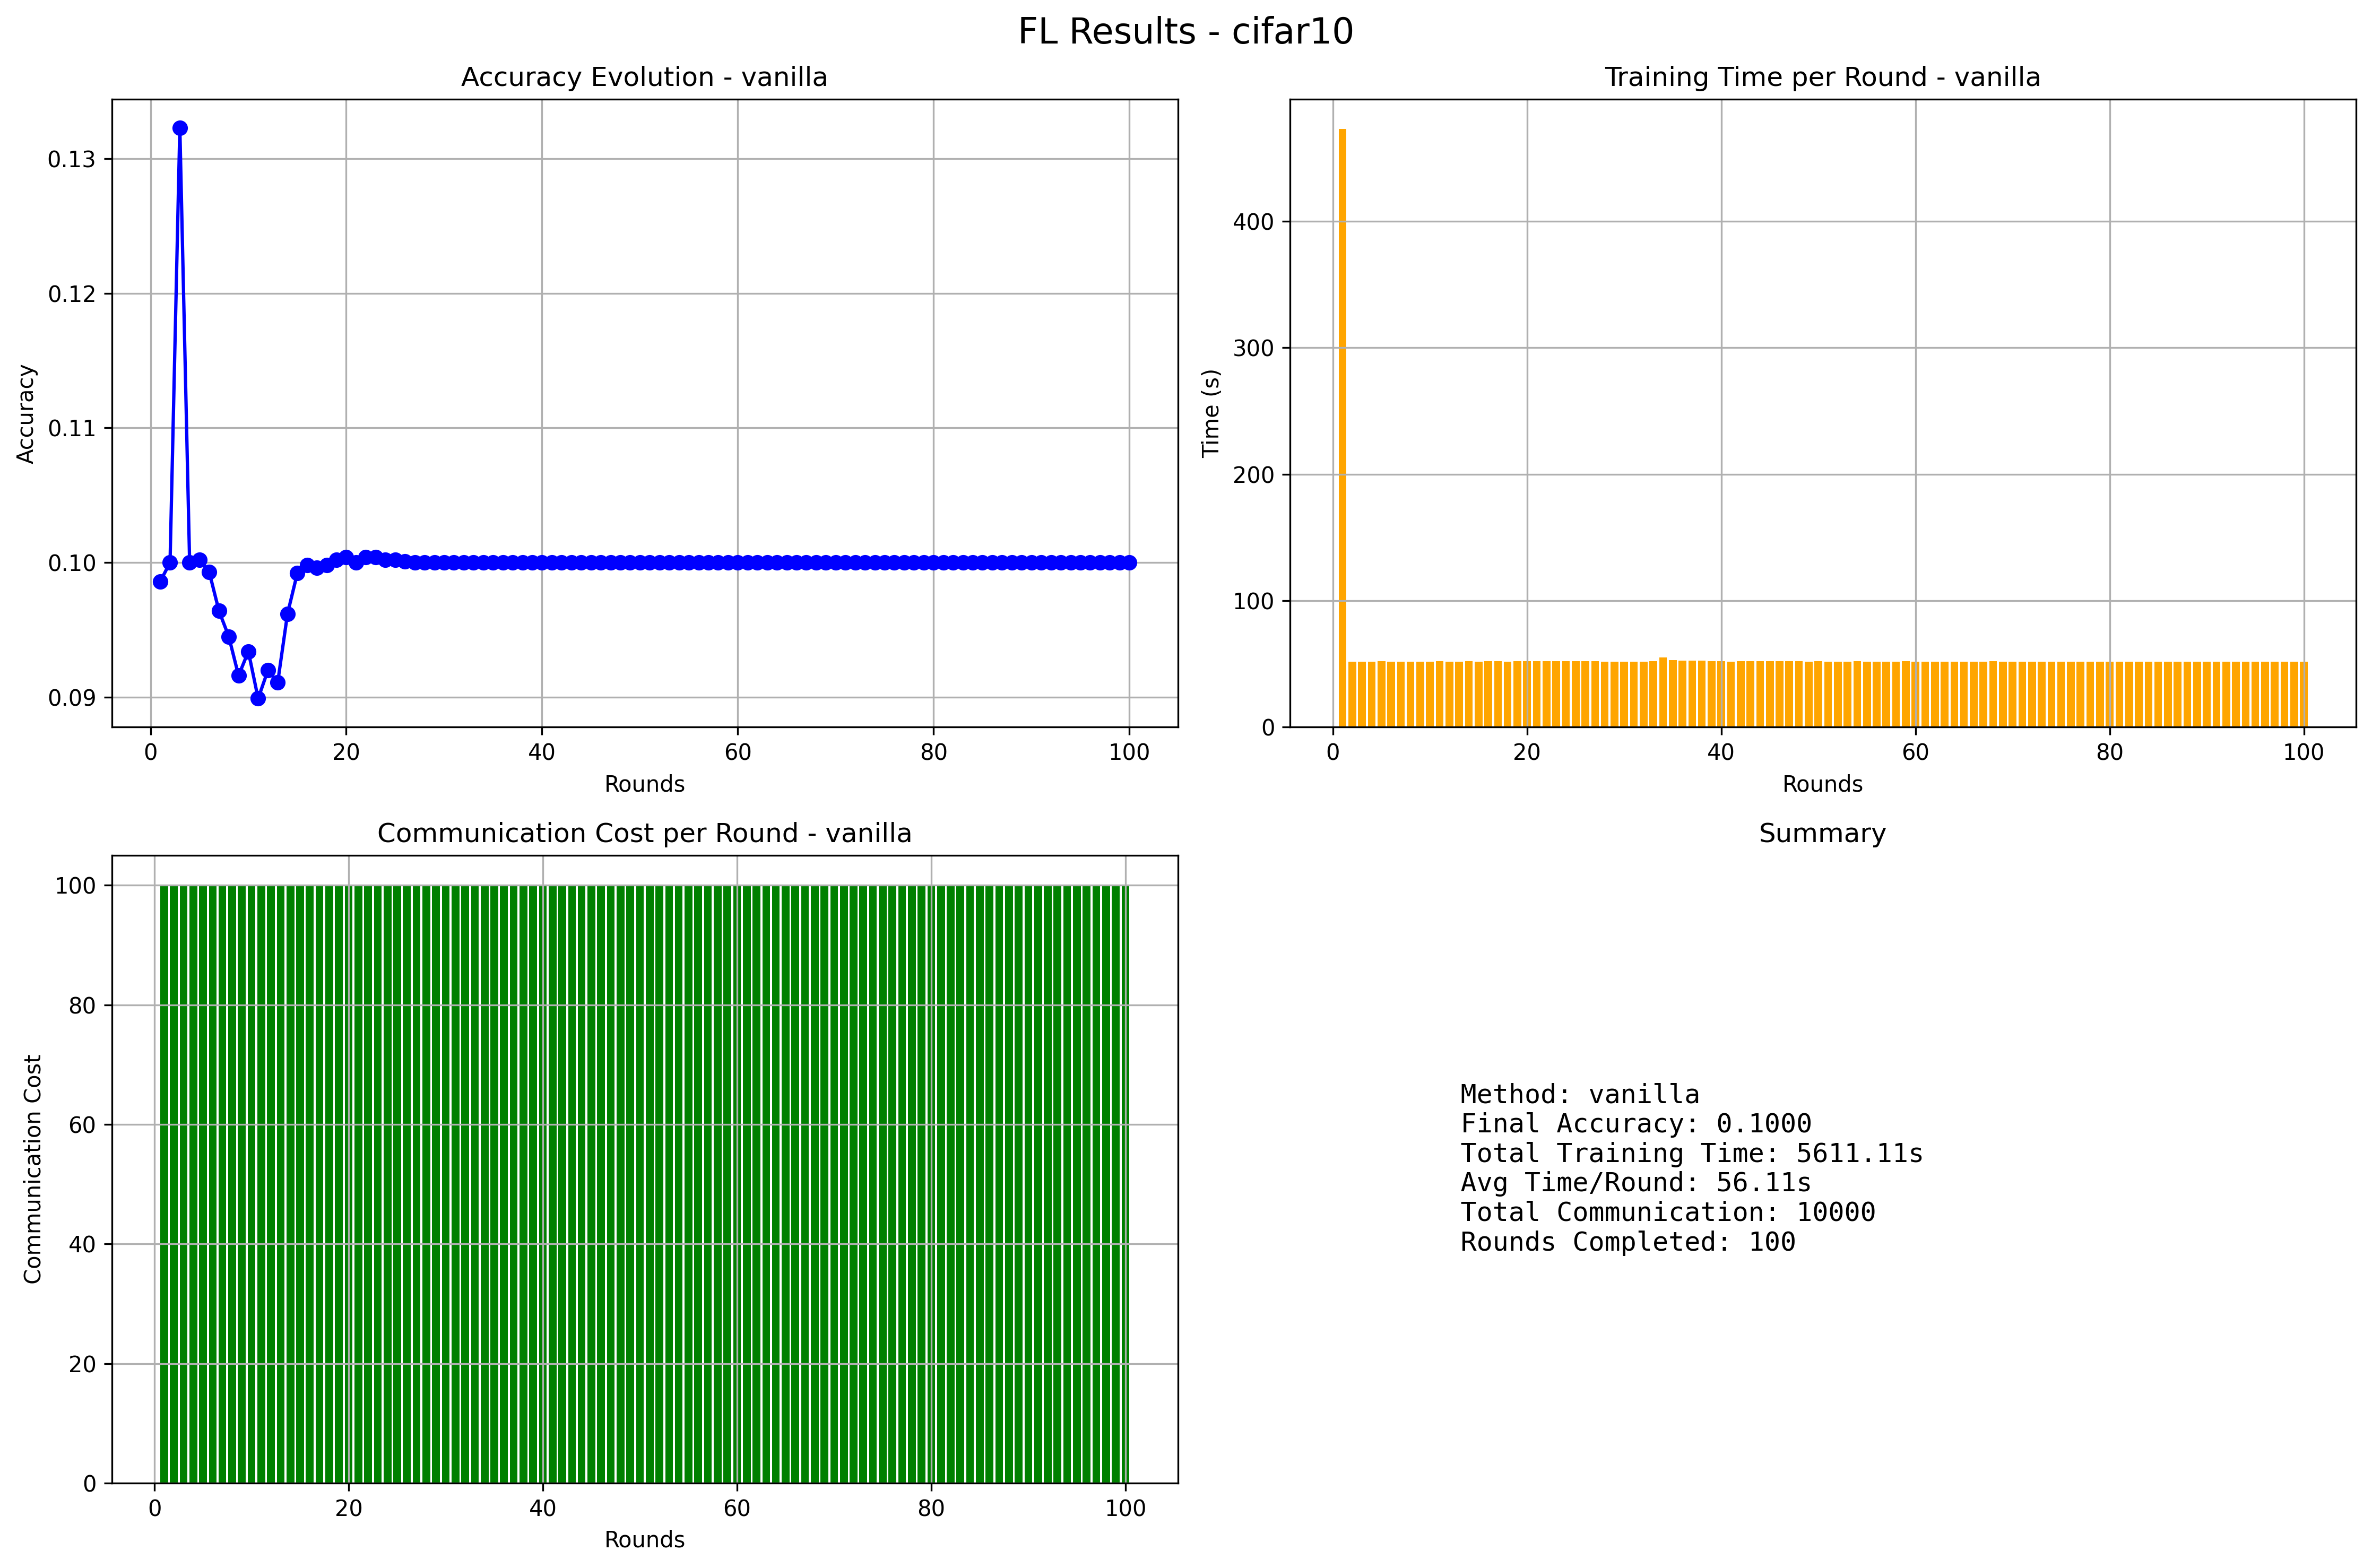 FL Results - cifar10
Accuracy Evolution - vanilla
Accuracy
0.13
0.12
0.11
0.10
0.09
0 20 40 60 80 100
Rounds
Training Time per Round - vanilla
Time (s)
400
300
200
100
0
0 20 40 60 80 100
Rounds
Communication Cost per Round - vanilla
Communication Cost
100
80
60
40
20
0
0 20 40 60 80 100
Rounds
Summary
Method: vanilla
Final Accuracy: 0.1000
Total Training Time: 5611.11s
Avg Time/Round: 56.11s
Total Communication: 10000
Rounds Completed: 100